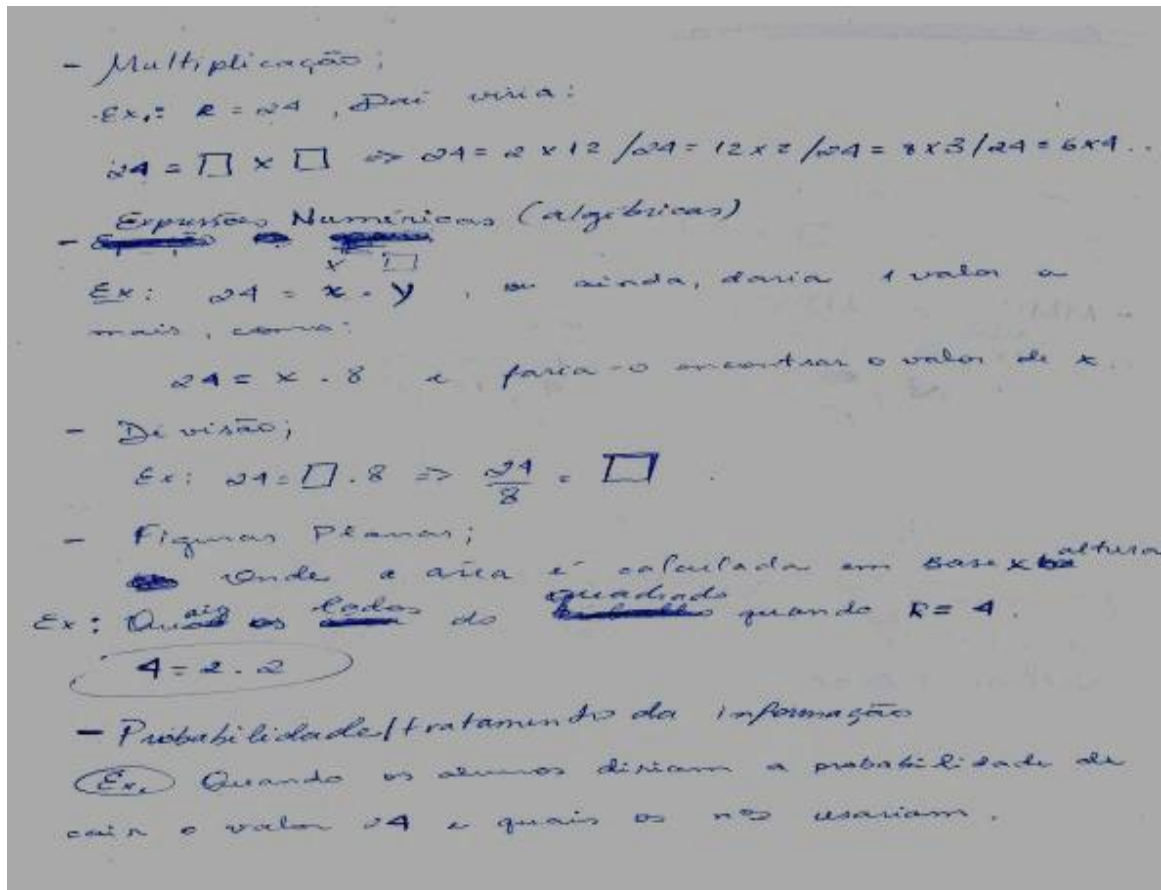 - Multiplicação;
Ex.: R = 24, Daí viria:
24 = □ x □ => 24 = 2 x 12 / 24 = 12 x 2 / 24 = 8 x 3 / 24 = 6 x 4 ..
- Expressões Numéricas (algébricas)
x □
Ex: 24 = x . y , ou ainda, daria 1 valor a
mais, como:
24 = x . 8 e faria-o encontrar o valor de x.
- Divisão;
Ex: 24 = □ . 8 => 24/8 = □
- Figuras Planas;
Onde a área é calculada em Base x altura
Ex: Quais os lados do quadrado quando R = 4.
4 = 2 . 2
- Probabilidade/tratamento da informação
Ex. Quando os alunos diriam a probabilidade de
cair o valor 24 e quais os nos usariam.